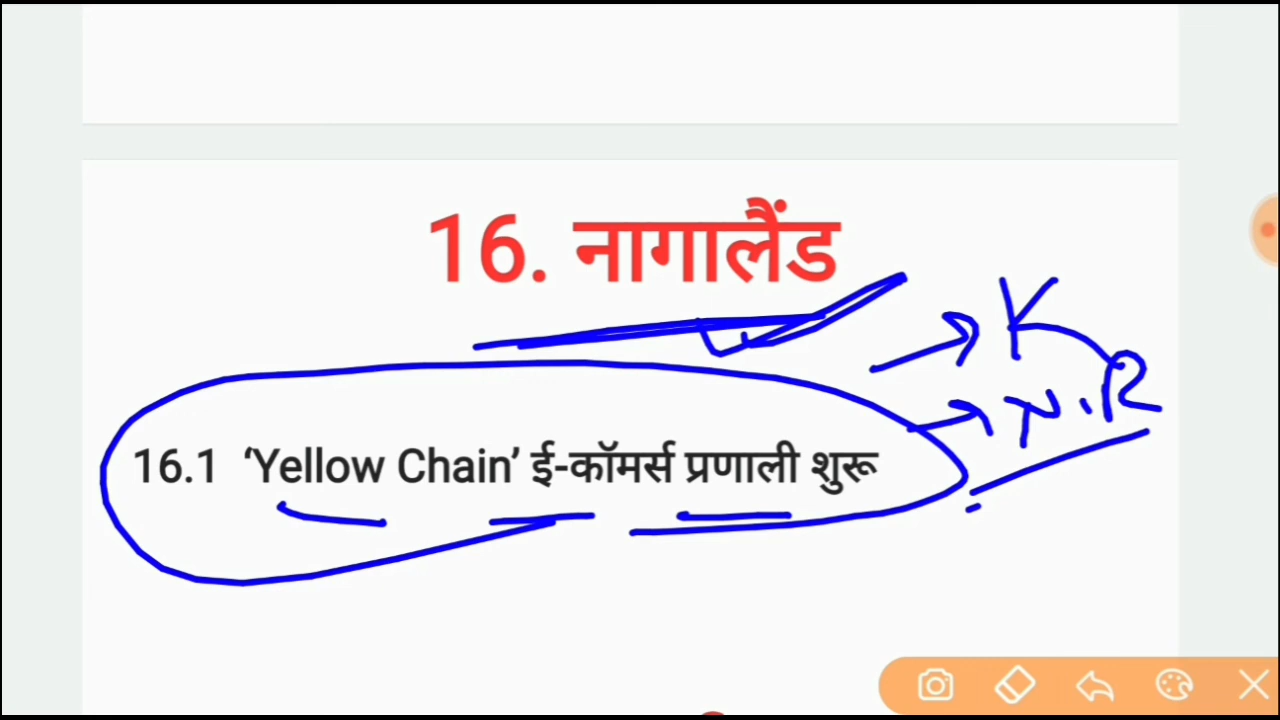 16. नागालैंड
K
N.R
16.1 ‘Yellow Chain’ ई-कॉमर्स प्रणाली शुरू